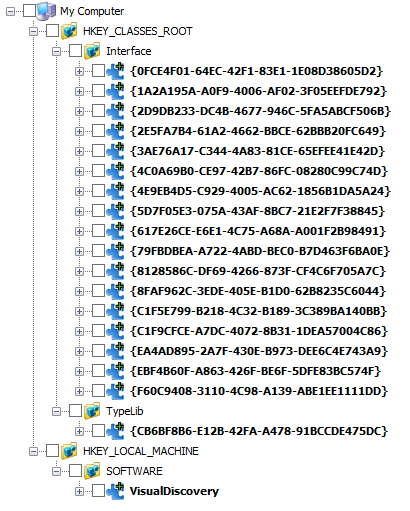 My Computer
HKEY_CLASSES_ROOT
Interface
{0FCE4F01-64EC-42F1-83E1-1E08D38605D2}
{1A2A195A-A0F9-4006-AF02-3F05EEFDE792}
{2D9DB233-DC4B-4677-946C-5FA5ABCF506B}
{2E5FA7B4-61A2-4662-BBCE-62BBB20FC649}
{3AE76A17-C344-4A83-81CE-65EFEE41E42D}
{4C0A69B0-CE97-42B7-86FC-08280C99C74D}
{4E9EB4D5-C929-4005-AC62-1856B1DA5A24}
{5D7F05E3-075A-43AF-8BC7-21E2F7F38845}
{617E26CE-E6E1-4C75-A68A-A001F2B98491}
{79FBDBEA-A722-4ABD-BEC0-B7D463F6BA0E}
{8128586C-DF69-4266-873F-CF4C6F705A7C}
{8FAF962C-3EDE-405E-B1D0-62B8235C6044}
{C1F5E799-B218-4C32-B189-3C389BA140BB}
{C1F9CFCE-A7DC-4072-8B31-1DEA57004C86}
{EA4AD895-2A7F-430E-B973-DEE6C4E743A9}
{EBF4B60F-A863-426F-BE6F-5DFE83BC574F}
{F60C9408-3110-4C98-A139-ABE1EE1111DD}
TypeLib
{CB6BF8B6-E12B-42FA-A478-91BCCDE475DC}
HKEY_LOCAL_MACHINE
SOFTWARE
VisualDiscovery